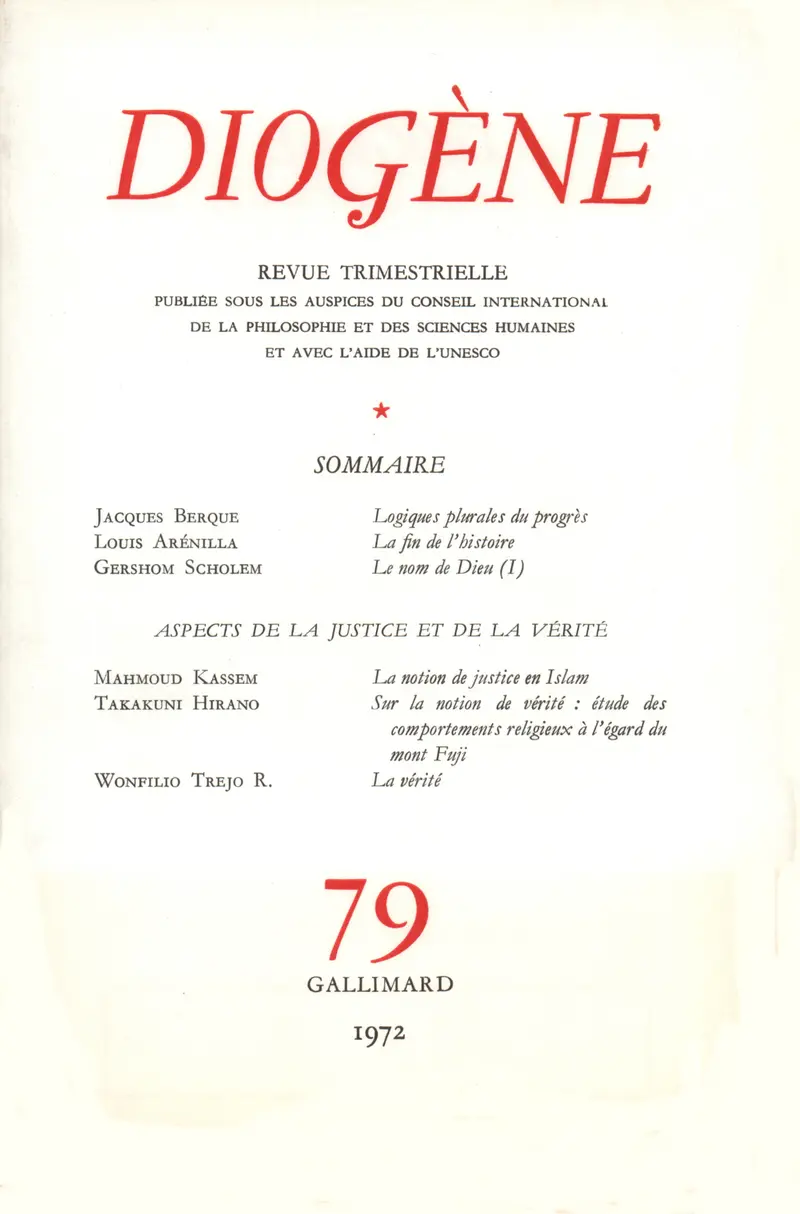 DIOGÈNE
REVUE TRIMESTRIELLE
PUBLIÉE SOUS LES AUSPICES DU CONSEIL INTERNATIONAL
DE LA PHILOSOPHIE ET DES SCIENCES HUMAINES
ET AVEC L'AIDE DE L'UNESCO
★
SOMMAIRE
JACQUES BERQUE Logiques plurales du progrès
LOUIS ARÉNILLA La fin de l'histoire
GERSHOM SCHOLEM Le nom de Dieu (I)
ASPECTS DE LA JUSTICE ET DE LA VÉRITÉ
MAHMOUD KASSEM La notion de justice en Islam
TAKAKUNI HIRANO Sur la notion de vérité : étude des
comportements religieux à l'égard du
mont Fuji
WONFILIO TREJO R. La vérité
79
GALLIMARD
1972